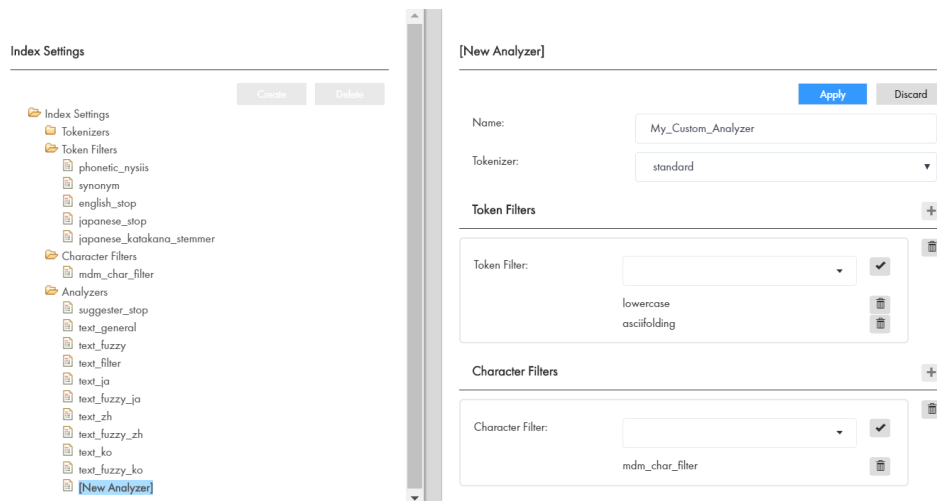 Index Settings
Create
Delete
Index Settings
Tokenizers
Token Filters
phonetic_nysiis
synonym
english_stop
japanese_stop
japanese_katakana_stemmer
Character Filters
mdm_char_filter
Analyzers
suggester_stop
text_general
text_fuzzy
text_filter
text_ja
text_fuzzy_ja
text_zh
text_fuzzy_zh
text_ko
text_fuzzy_ko
[New Analyzer]
[New Analyzer]
Apply
Discard
Name:
My_Custom_Analyzer
Tokenizer:
standard
Token Filters
Token Filter:
lowercase
asciifolding
Character Filters
Character Filter:
mdm_char_filter